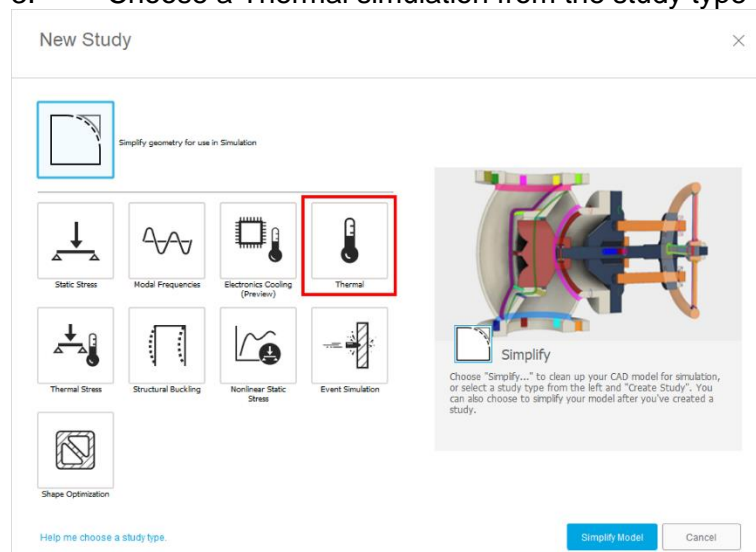 Choose a Thermal simulation from the study type
New Study
Simplify geometry for use in Simulation
Static Stress
Modal Frequencies
Electronics Cooling
(Preview)
Thermal
Thermal Stress
Structural Buckling
Nonlinear Static
Stress
Event Simulation
Shape Optimization
Simplify
Choose "Simplify..." to clean up your CAD model for simulation,
or select a study type from the left and "Create Study". You
can also choose to simplify your model after you've created a
study.
Help me choose a study type.
Simplify Model
Cancel